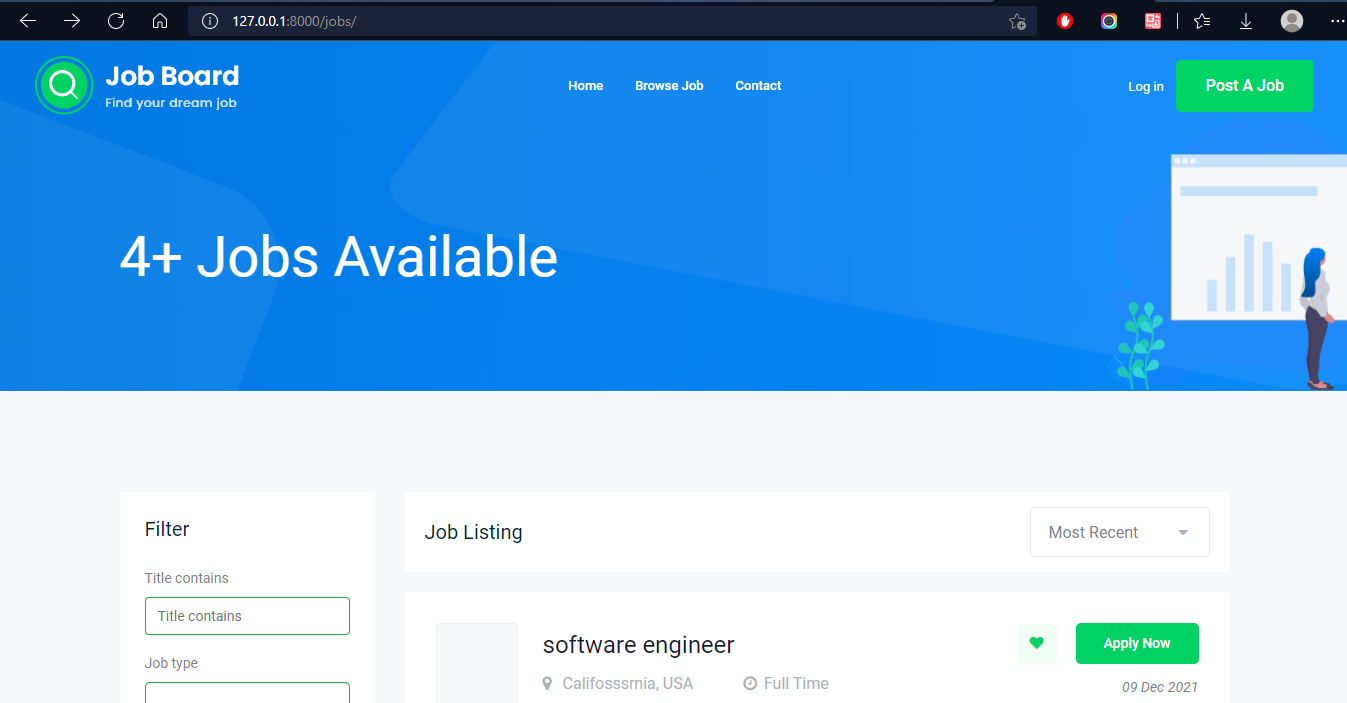 127.0.0.1:8000/jobs/
Job Board
Find your dream job
Home
Browse Job
Contact
Log in
Post A Job
4+ Jobs Available
Filter
Title contains
Title contains
Job type
Job Listing
Most Recent
software engineer
Califosssrnia, USA
Full Time
Apply Now
09 Dec 2021